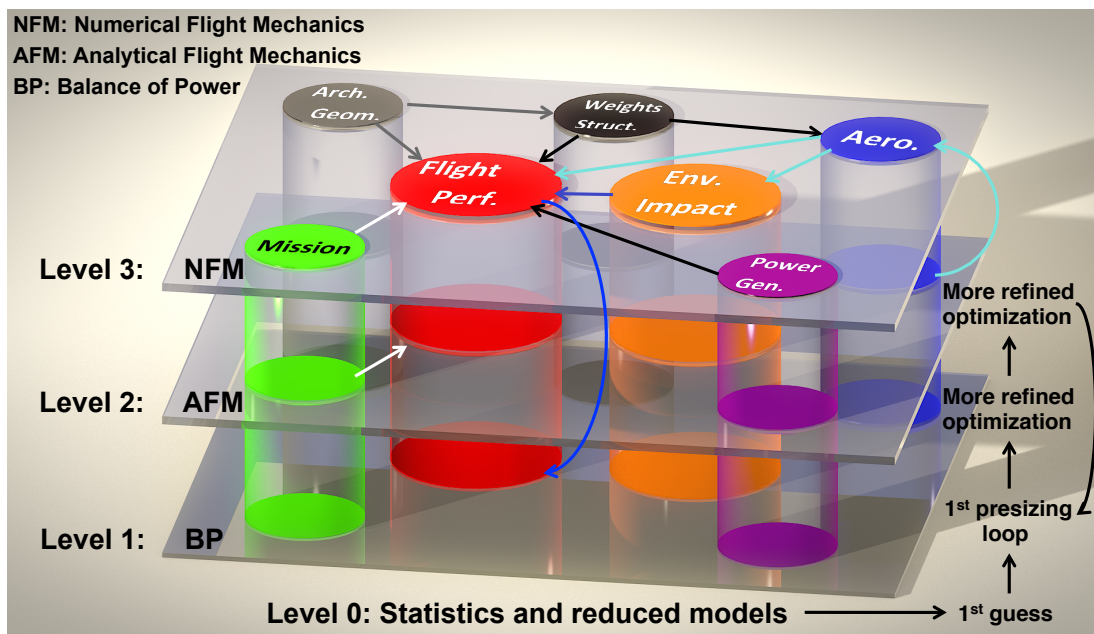 NFM: Numerical Flight Mechanics
AFM: Analytical Flight Mechanics
BP: Balance of Power
Arch.
Geom.
Weights
Struct.
Aero.
Flight
Perf.
Env.
Impact
Mission
Power
Gen.
Level 3: NFM
More refined
optimization
Level 2: AFM
More refined
optimization
1st presizing
loop
Level 1: BP
Level 0: Statistics and reduced models
1st guess